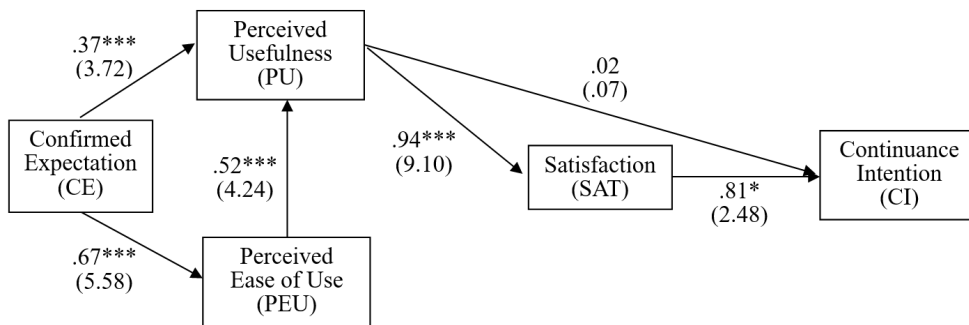 .37***
(3.72)
Perceived
Usefulness
(PU)
.02
(.07)
Confirmed
Expectation
(CE)
.52***
(4.24)
.94***
(9.10)
Satisfaction
(SAT)
.81*
(2.48)
Continuance
Intention
(CI)
.67***
(5.58)
Perceived
Ease of Use
(PEU)